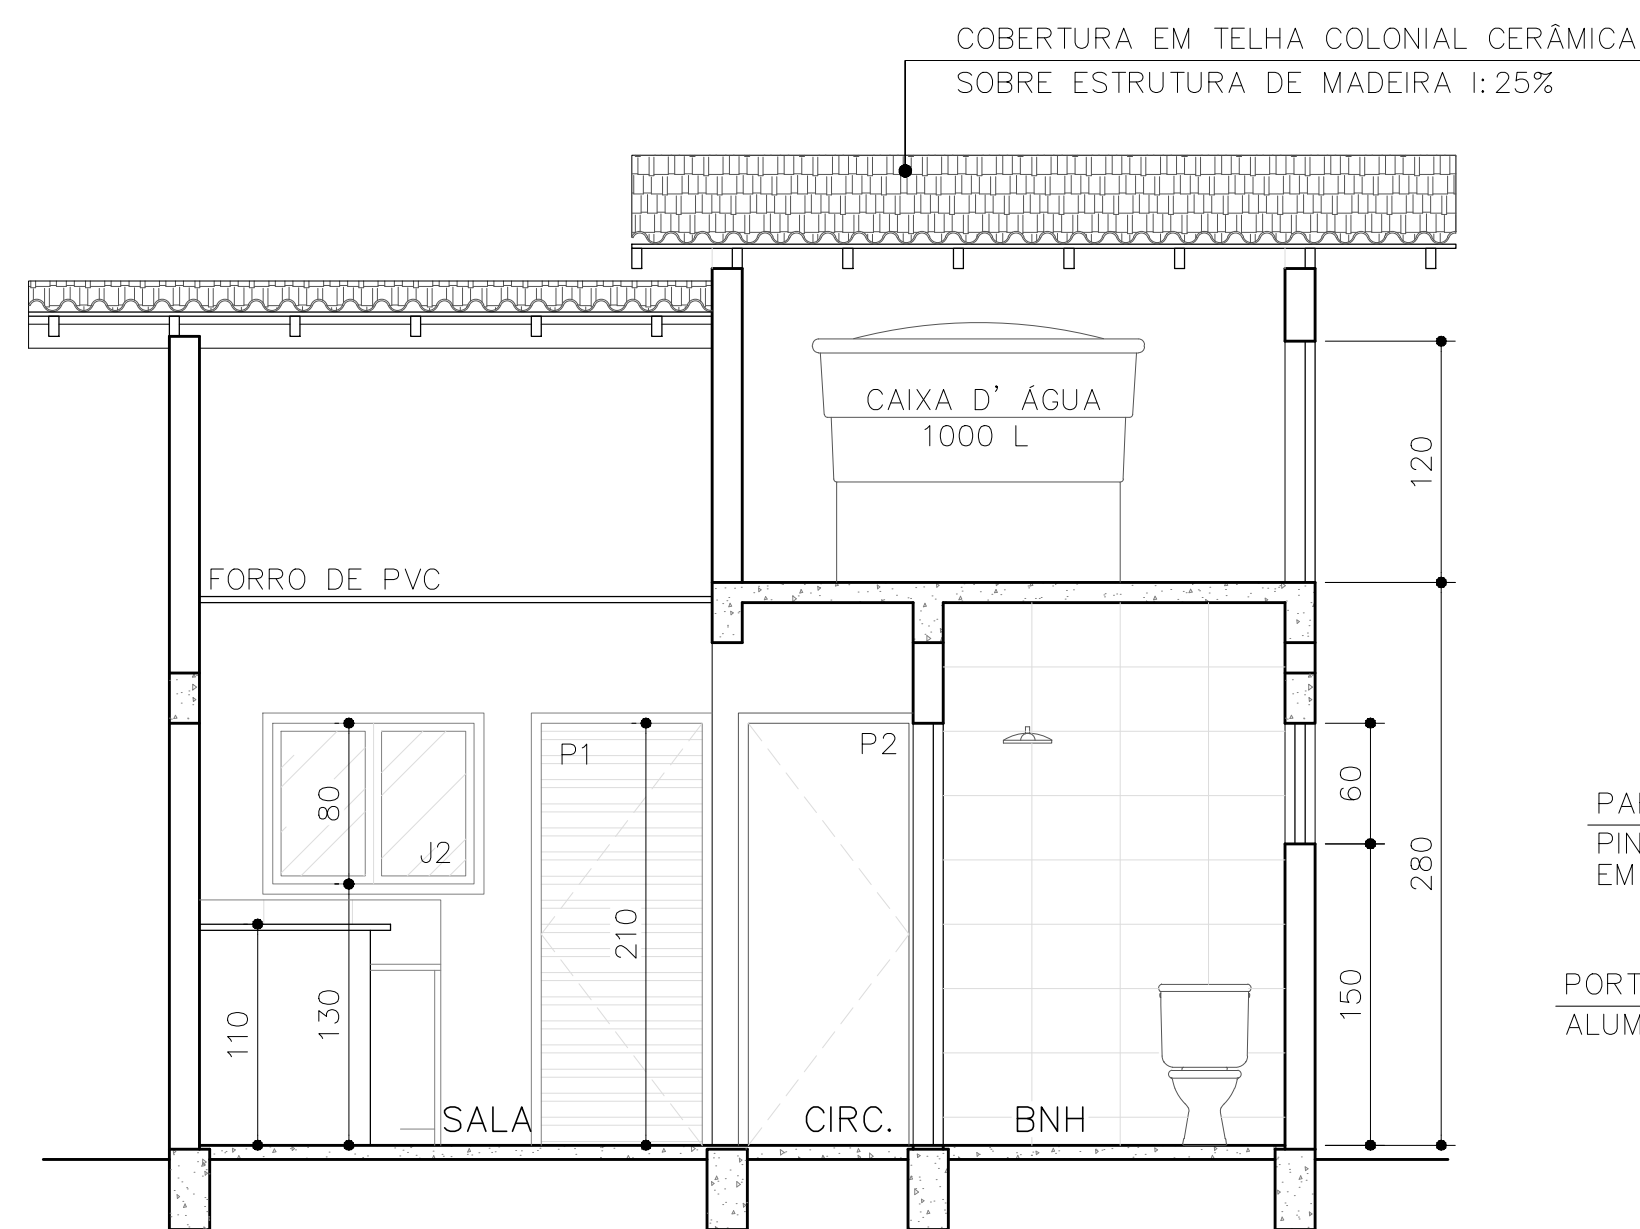 COBERTURA EM TELHA COLONIAL CERÂMICA
SOBRE ESTRUTURA DE MADEIRA I:25%
CAIXA D' ÁGUA
1000 L
120
FORRO DE PVC
P1
P2
80
J2
60
280
210
150
130
110
SALA
CIRC.
BNH
EM